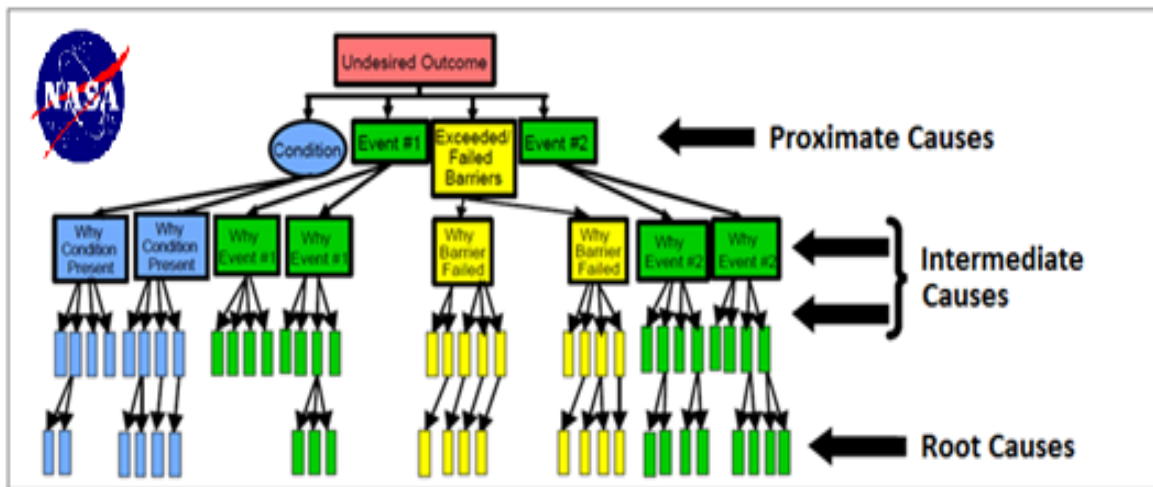 NASA
Undesired Outcome
Condition
Event #1
Exceeded/
Failed
Barriers
Event #2
Proximate Causes
Why
Condition
Present
Why
Condition
Present
Why
Event #1
Why
Event #1
Why
Barrier
Failed
Why
Barrier
Failed
Why
Event #2
Why
Event #2
Intermediate
Causes
Root Causes